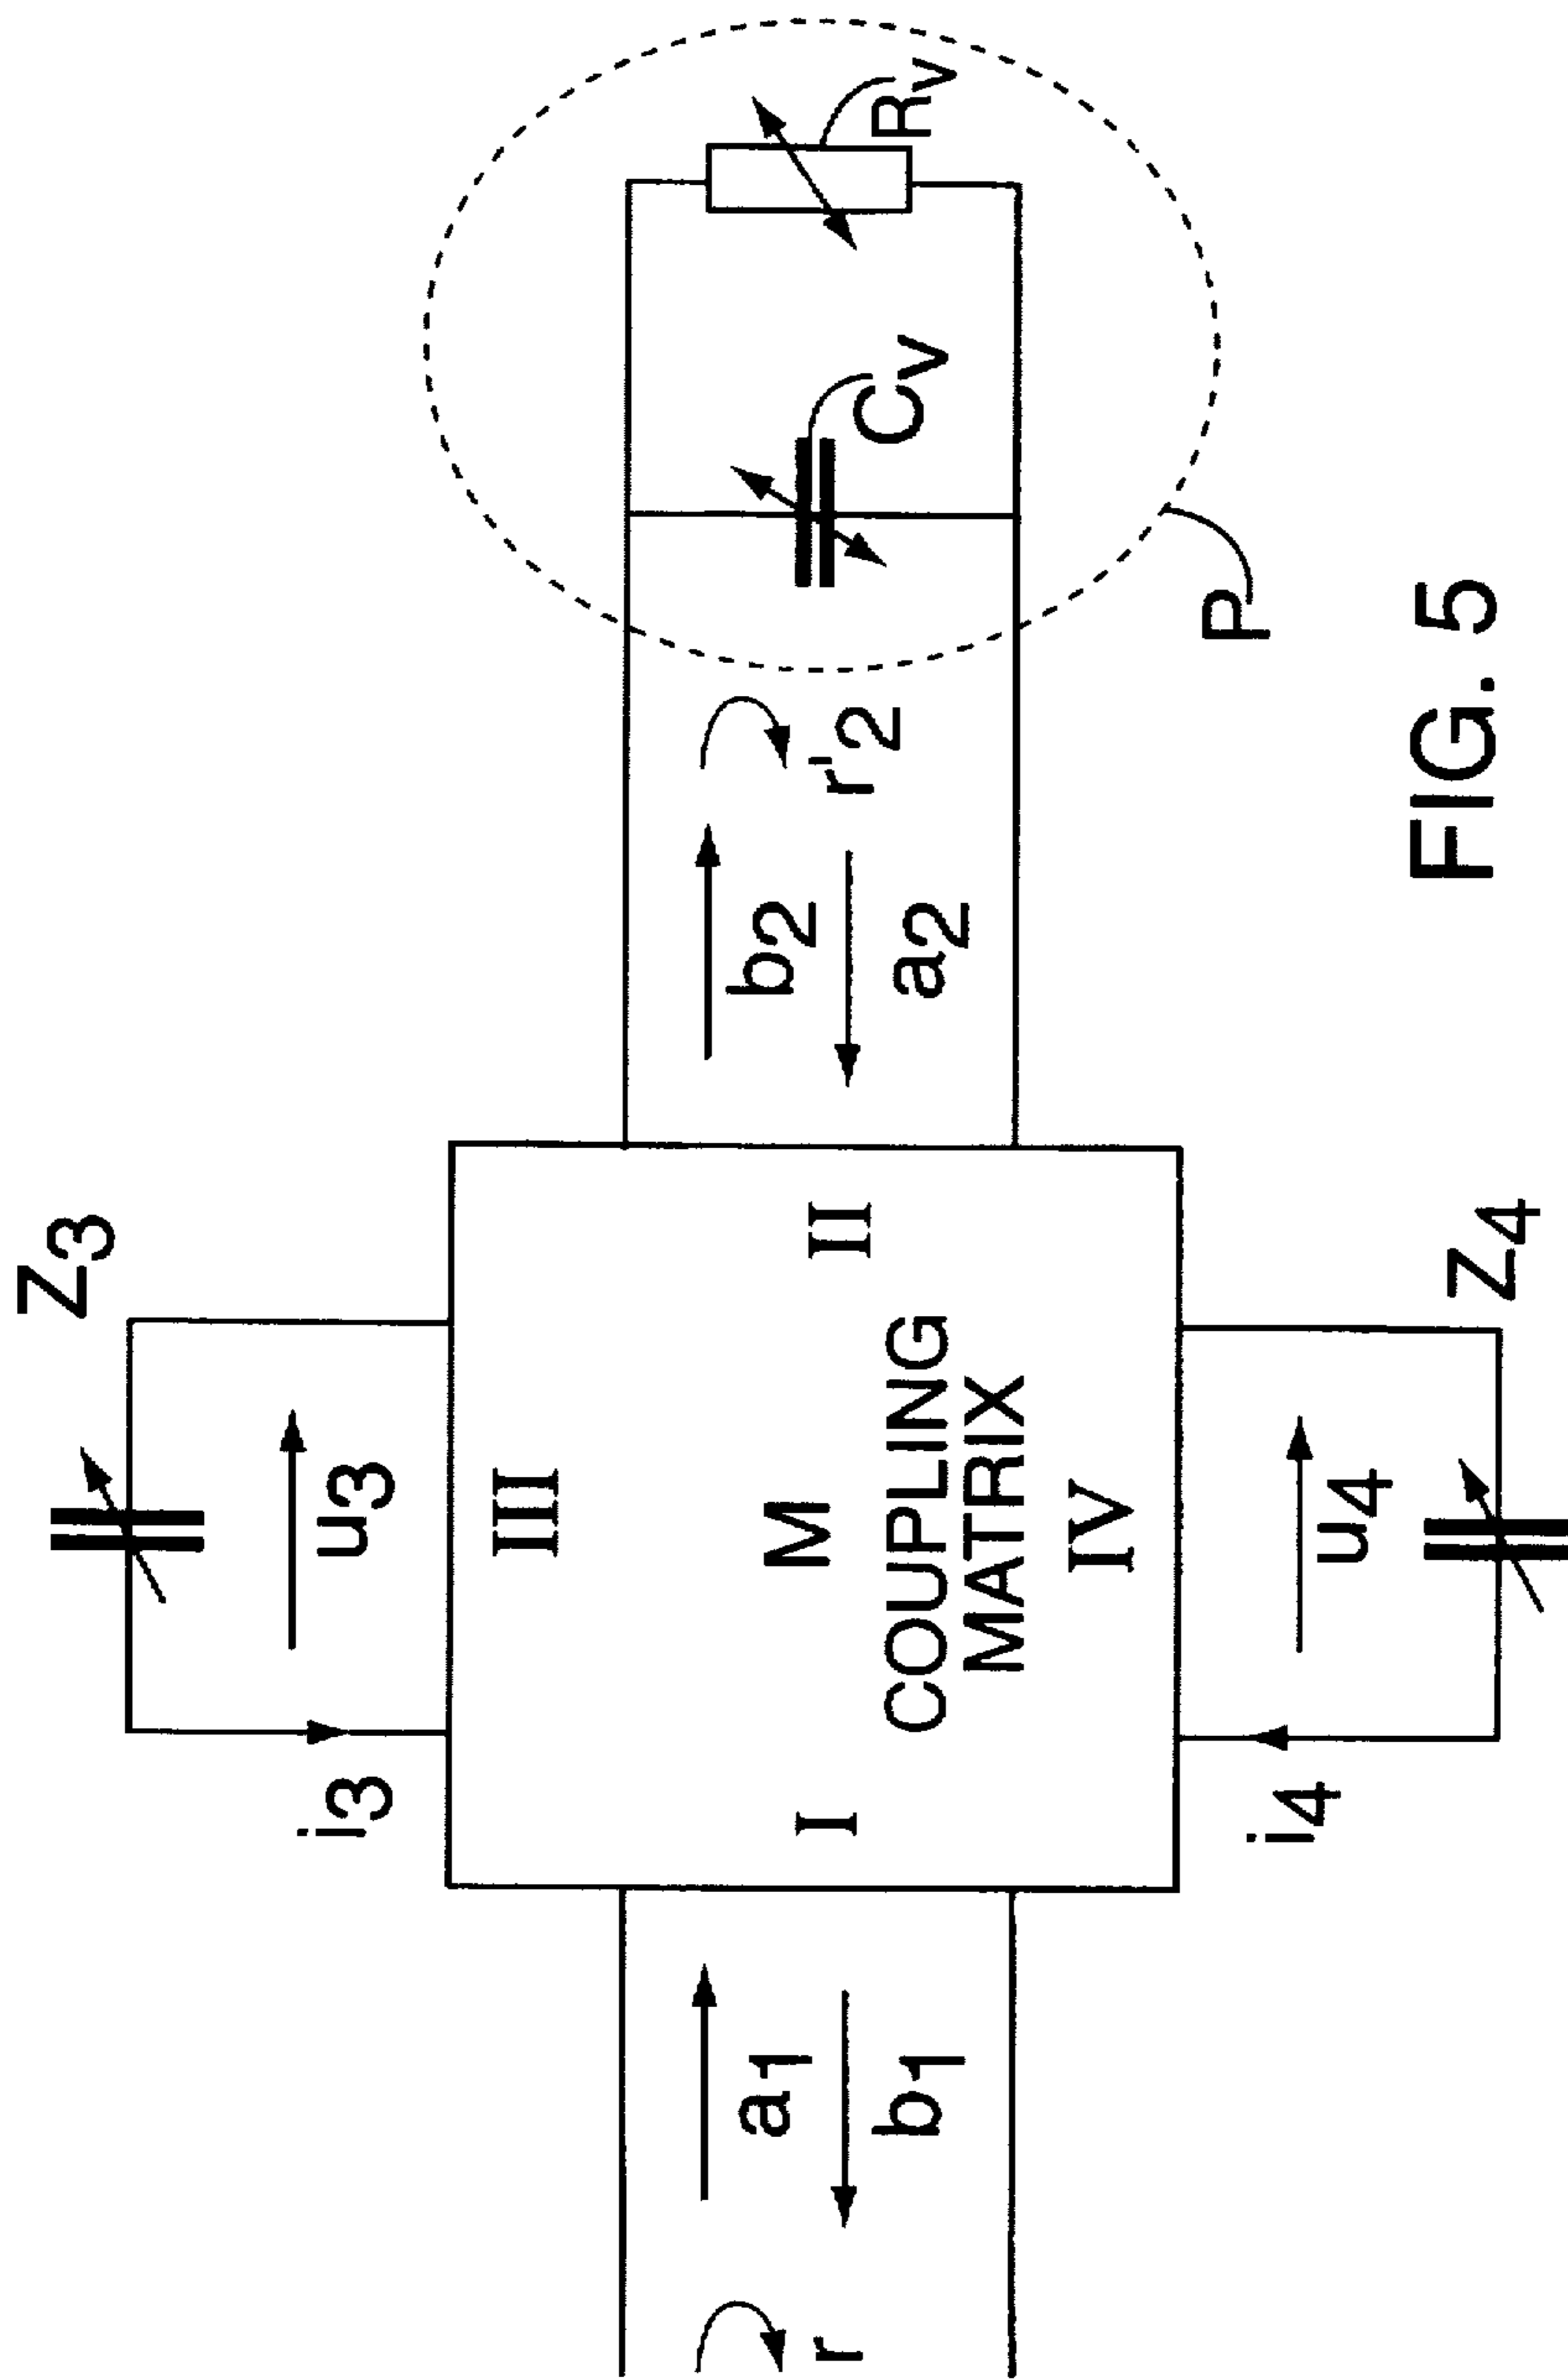 Z3
u3
i3
III
I
M
COUPLING
MATRIX
II
IV
r
a1
b1
b2
a2
r'2
Cv
Rv
P
i4
u4
Z4
FIG. 5